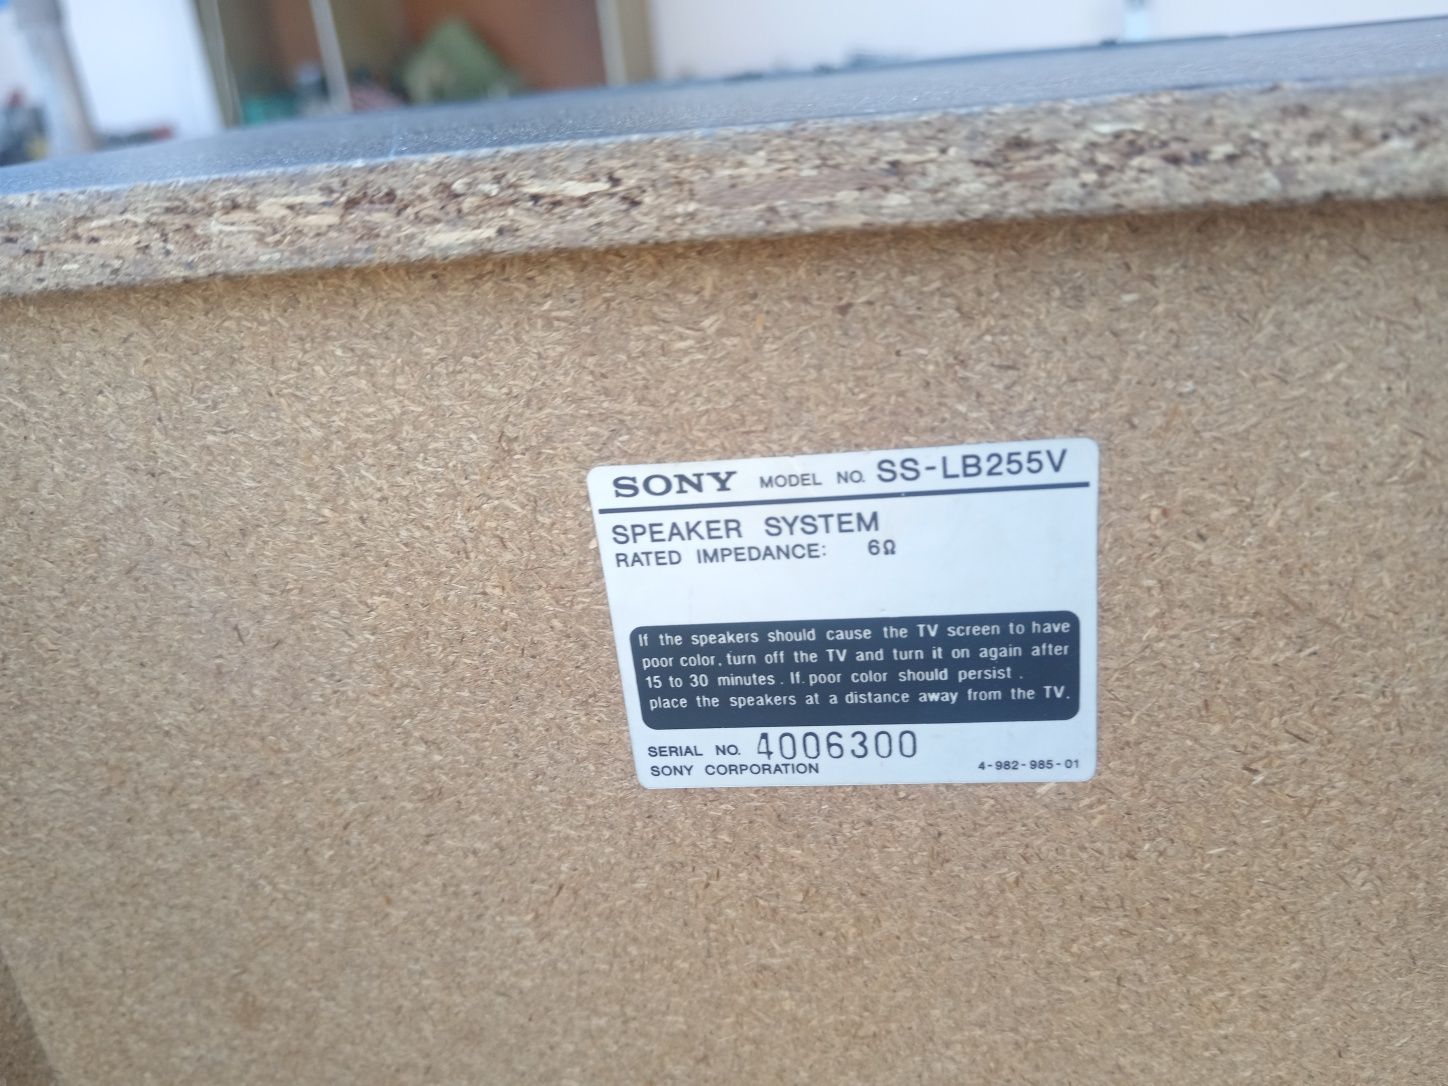 SONY MODEL NO. SS-LB255V
SPEAKER SYSTEM
RATED IMPEDANCE: 6Ω
If the speakers should cause the TV screen to have
poor color, turn off the TV and turn it on again after
15 to 30 minutes. If. poor color should persist .
place the speakers at a distance away from the TV.
SERIAL NO. 4006300
SONY CORPORATION 4-982-985-01